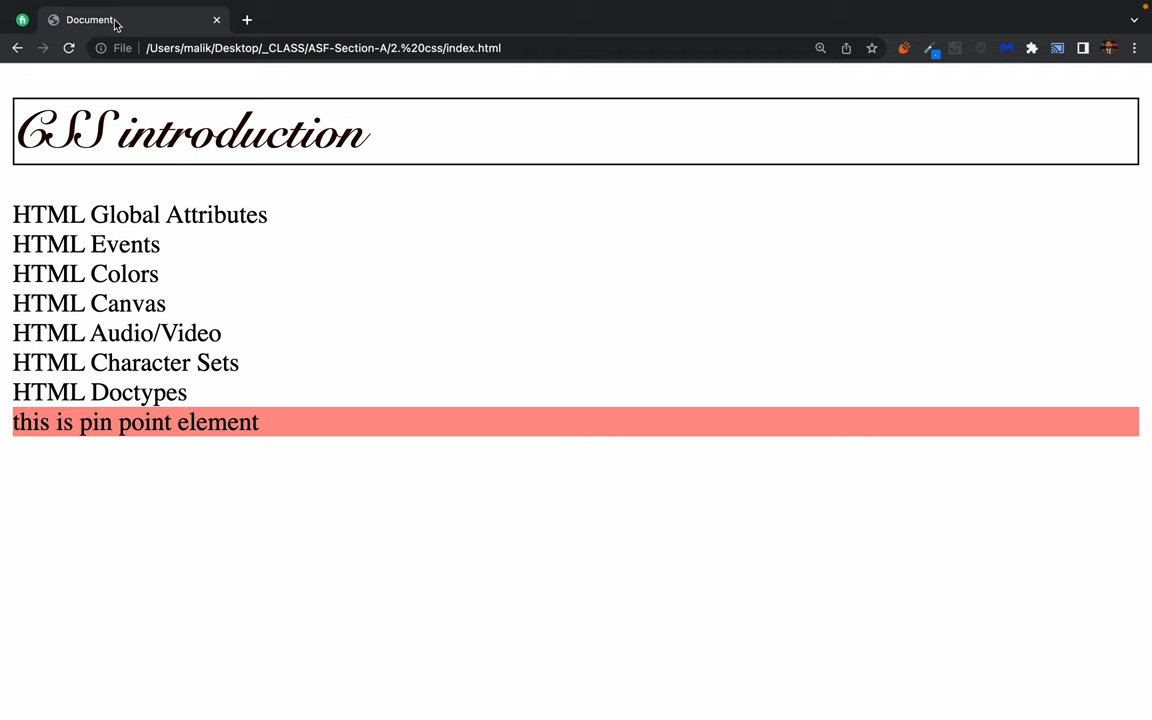 Document
File
/Users/malik/Desktop/_CLASS/ASF-Section-A/2.%20css/index.html
CSS introduction
HTML Global Attributes
HTML Events
HTML Colors
HTML Canvas
HTML Audio/Video
HTML Character Sets
HTML Doctypes
this is pin point element